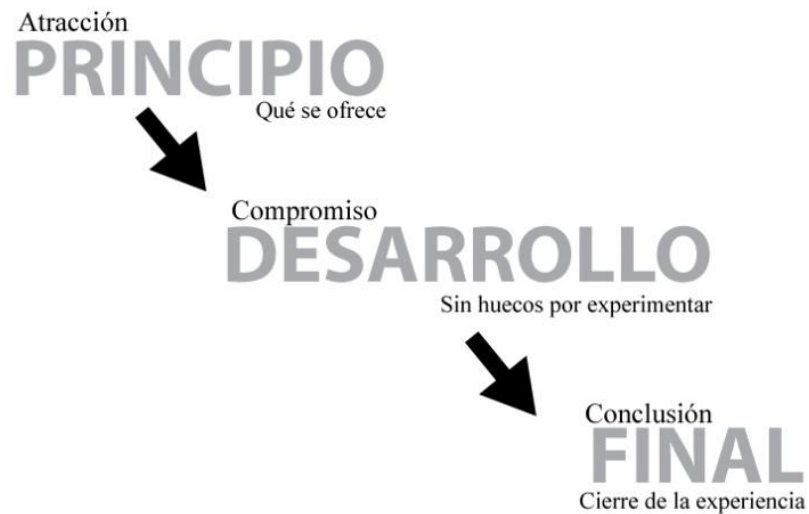 Atracción
PRINCIPIO
Qué se ofrece
Compromiso
DESARROLLO
Sin huecos por experimentar
Conclusión
FINAL
Cierre de la experiencia